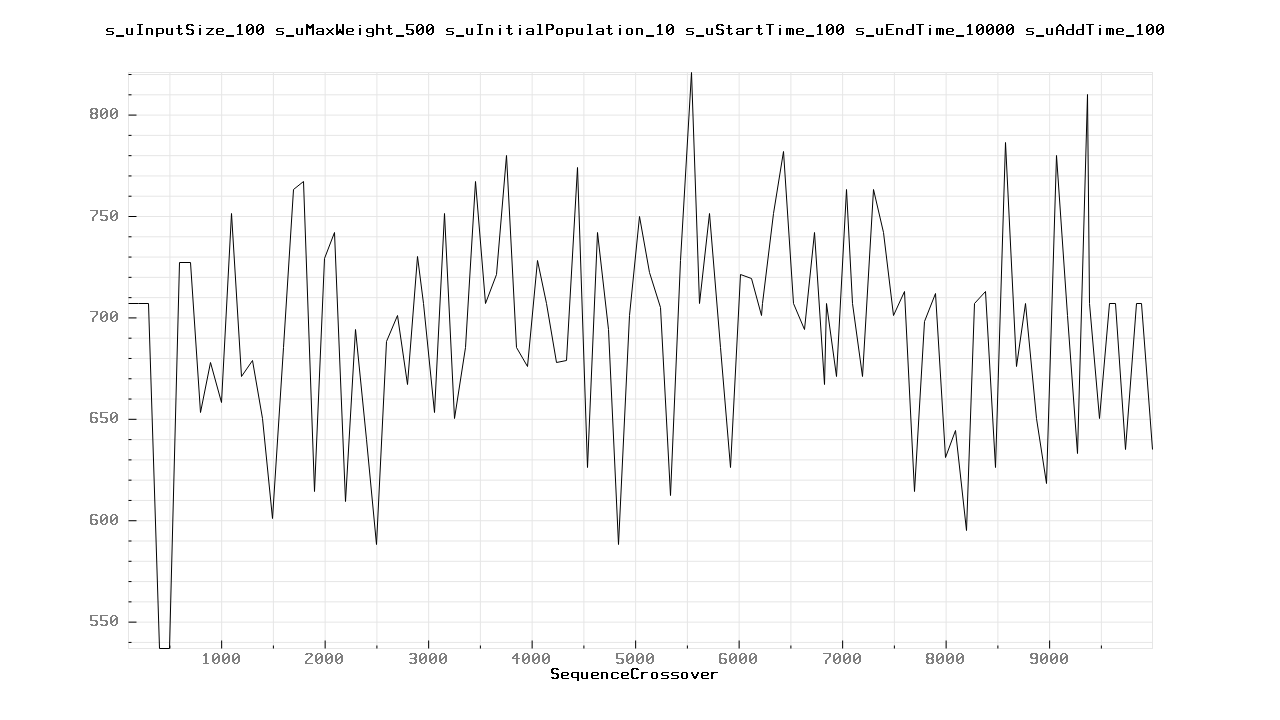 s_uInputSize_100 s_uMaxWeight_500 s_uInitialPopulation_10 s_uStartTime_100 s_uEndTime_10000 s_uAddTime_100
800
750
700
650
600
550
1000 2000 3000 4000 5000 6000 7000 8000 9000
SequenceCrossover